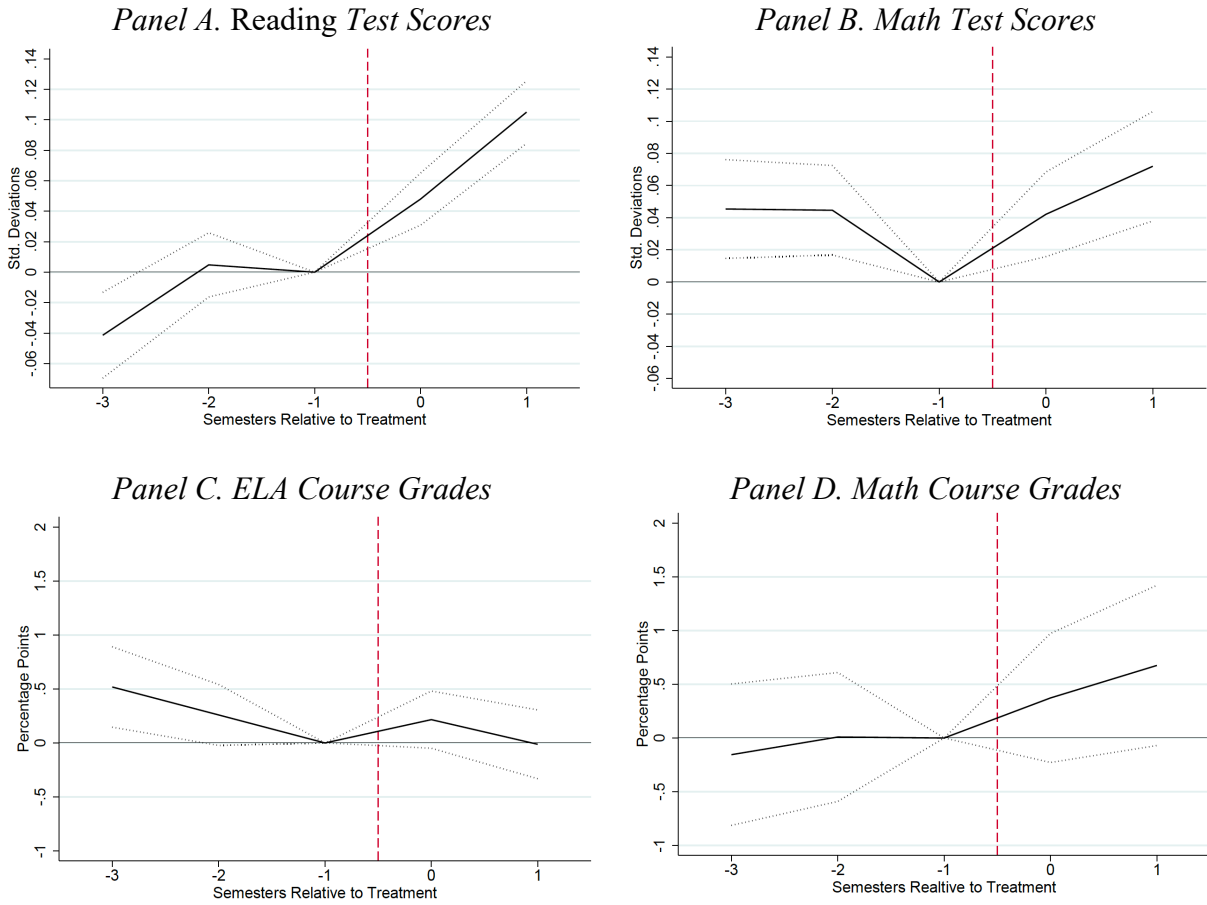 Panel A. Reading Test Scores
Std. Deviations
.14
.12
.1
.08
.06
.04
.02
0
-.02
-.04
-.06
-3 -2 -1 0 1
Semesters Relative to Treatment
Panel B. Math Test Scores
Std. Deviations
.14
.12
.1
.08
.06
.04
.02
0
-.02
-.04
-.06
-3 -2 -1 0 1
Semesters Relative to Treatment
Panel C. ELA Course Grades
Percentage Points
2
1.5
1
.5
0
-.5
-1
-3 -2 -1 0 1
Semesters Relative to Treatment
Panel D. Math Course Grades
Percentage Points
2
1.5
1
.5
0
-.5
-1
-3 -2 -1 0 1
Semesters Realtive to Treatment